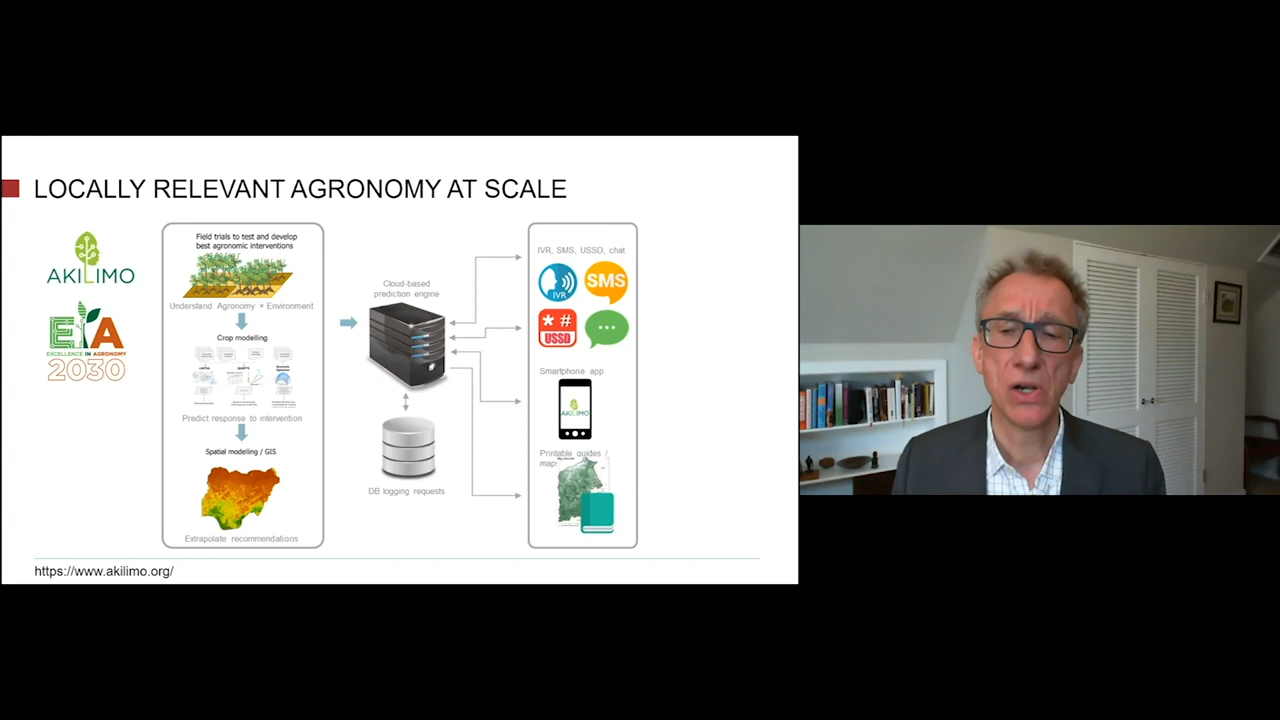 LOCALLY RELEVANT AGRONOMY AT SCALE
AKILIMO
EiA
EXCELLENCE IN AGRONOMY
2030
Field trials to test and develop
best agronomic interventions
Understand Agronomy × Environment
Crop modelling
Predict response to intervention
Spatial modelling / GIS
Extrapolate recommendations
Cloud-based
prediction engine
DB logging requests
IVR, SMS, USSD, chat
IVR
SMS
* #
USSD
Smartphone app
AKILIMO
Printable guides /
maps
https://www.akilimo.org/